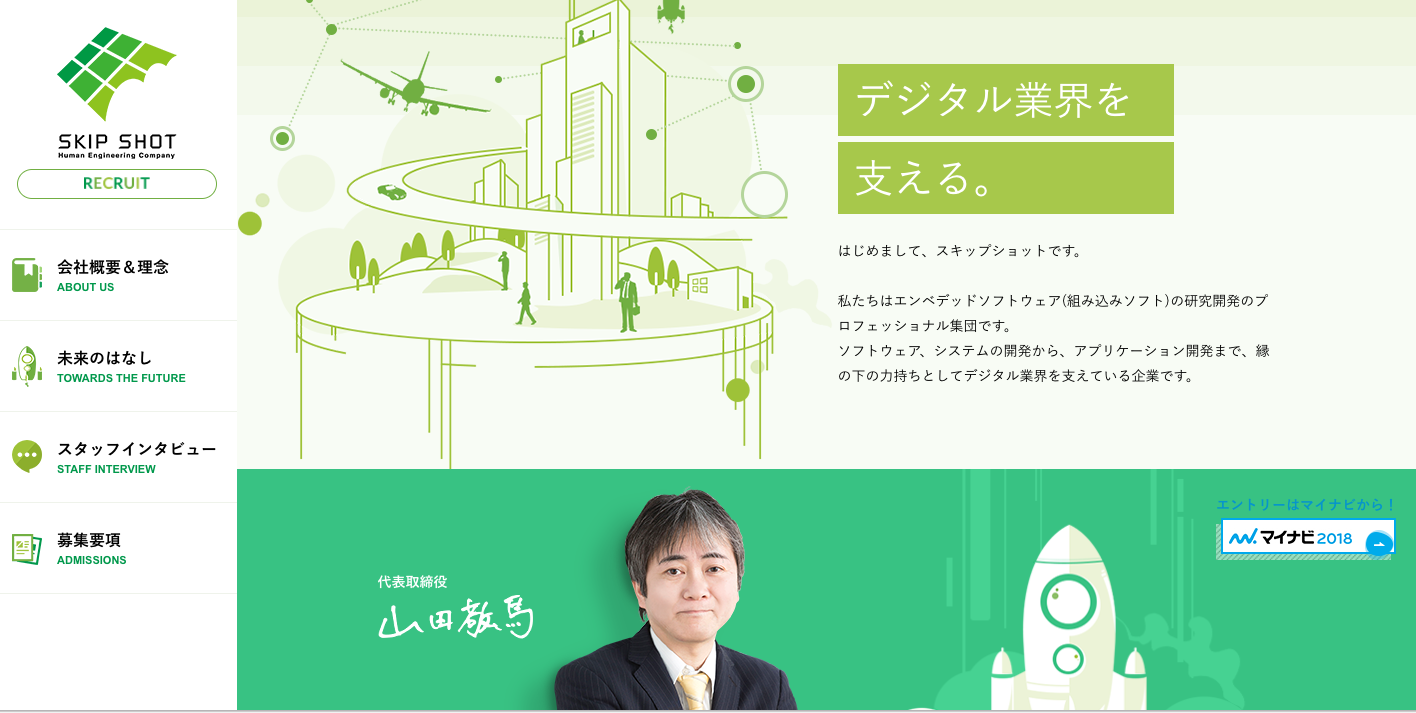 SKIP SHOT
Human Engineering Company
RECRUIT
会社概要＆理念
ABOUT US
未来のはなし
TOWARDS THE FUTURE
スタッフインタビュー
STAFF INTERVIEW
募集要項
ADMISSIONS
デジタル業界を
支える。
はじめまして、スキップショットです。
私たちはエンベデッドソフトウェア(組み込みソフト)の研究開発のプ
ロフェッショナル集団です。
ソフトウェア、システムの開発から、アプリケーション開発まで、縁
の下の力持ちとしてデジタル業界を支えている企業です。
代表取締役
山田敬馬
エントリーはマイナビから！
マイナビ2018